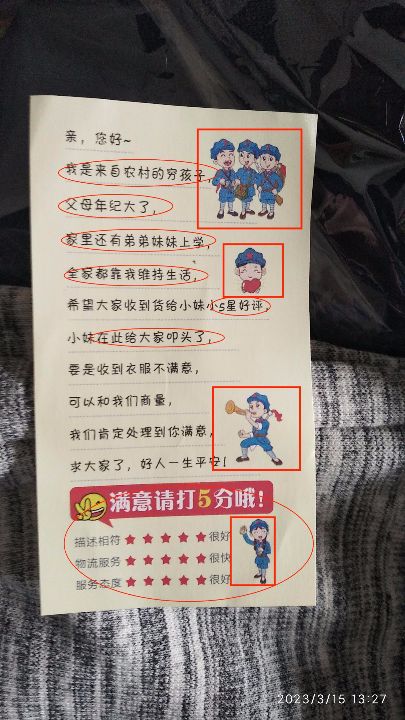 亲，您好~
我是来自农村的穷孩子，
父母年纪大了，
家里还有弟弟妹妹上学，
全家都靠我维持生活，
希望大家收到货给小妹小5星好评，
小妹在此给大家叩头了，
要是收到衣服不满意，
可以和我们商量，
我们肯定处理到你满意，
求大家了，好人一生平安！
满意请打5分哦！
描述相符 ★ ★ ★ ★ ★ 很好
物流服务 ★ ★ ★ ★ ★ 很快
服务态度 ★ ★ ★ ★ ★ 很好
2023/3/15 13:27